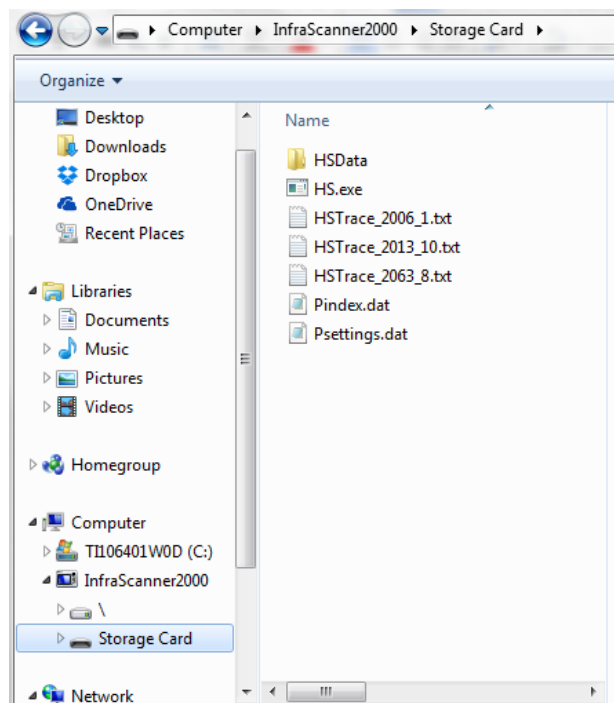 Computer InfraScanner2000 Storage Card
Organize
Desktop
Downloads
Dropbox
OneDrive
Recent Places
Libraries
Documents
Music
Pictures
Videos
Homegroup
Computer
TI106401W0D (C:)
InfraScanner2000
\
Storage Card
Network
Name
HSData
HS.exe
HSTrace_2006_1.txt
HSTrace_2013_10.txt
HSTrace_2063_8.txt
Pindex.dat
Psettings.dat